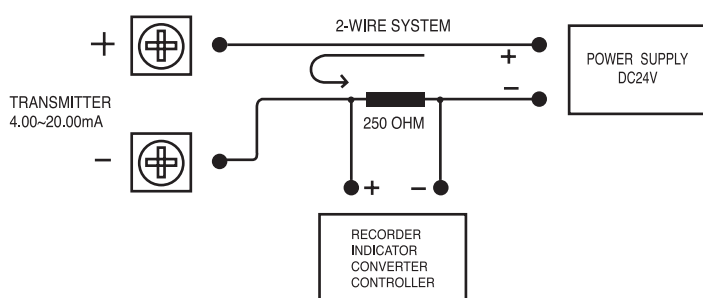 2-WIRE SYSTEM
+
+
POWER SUPPLY
DC24V
TRANSMITTER
4.00~20.00mA
−
250 OHM
−
+ −
RECORDER
INDICATOR
CONVERTER
CONTROLLER